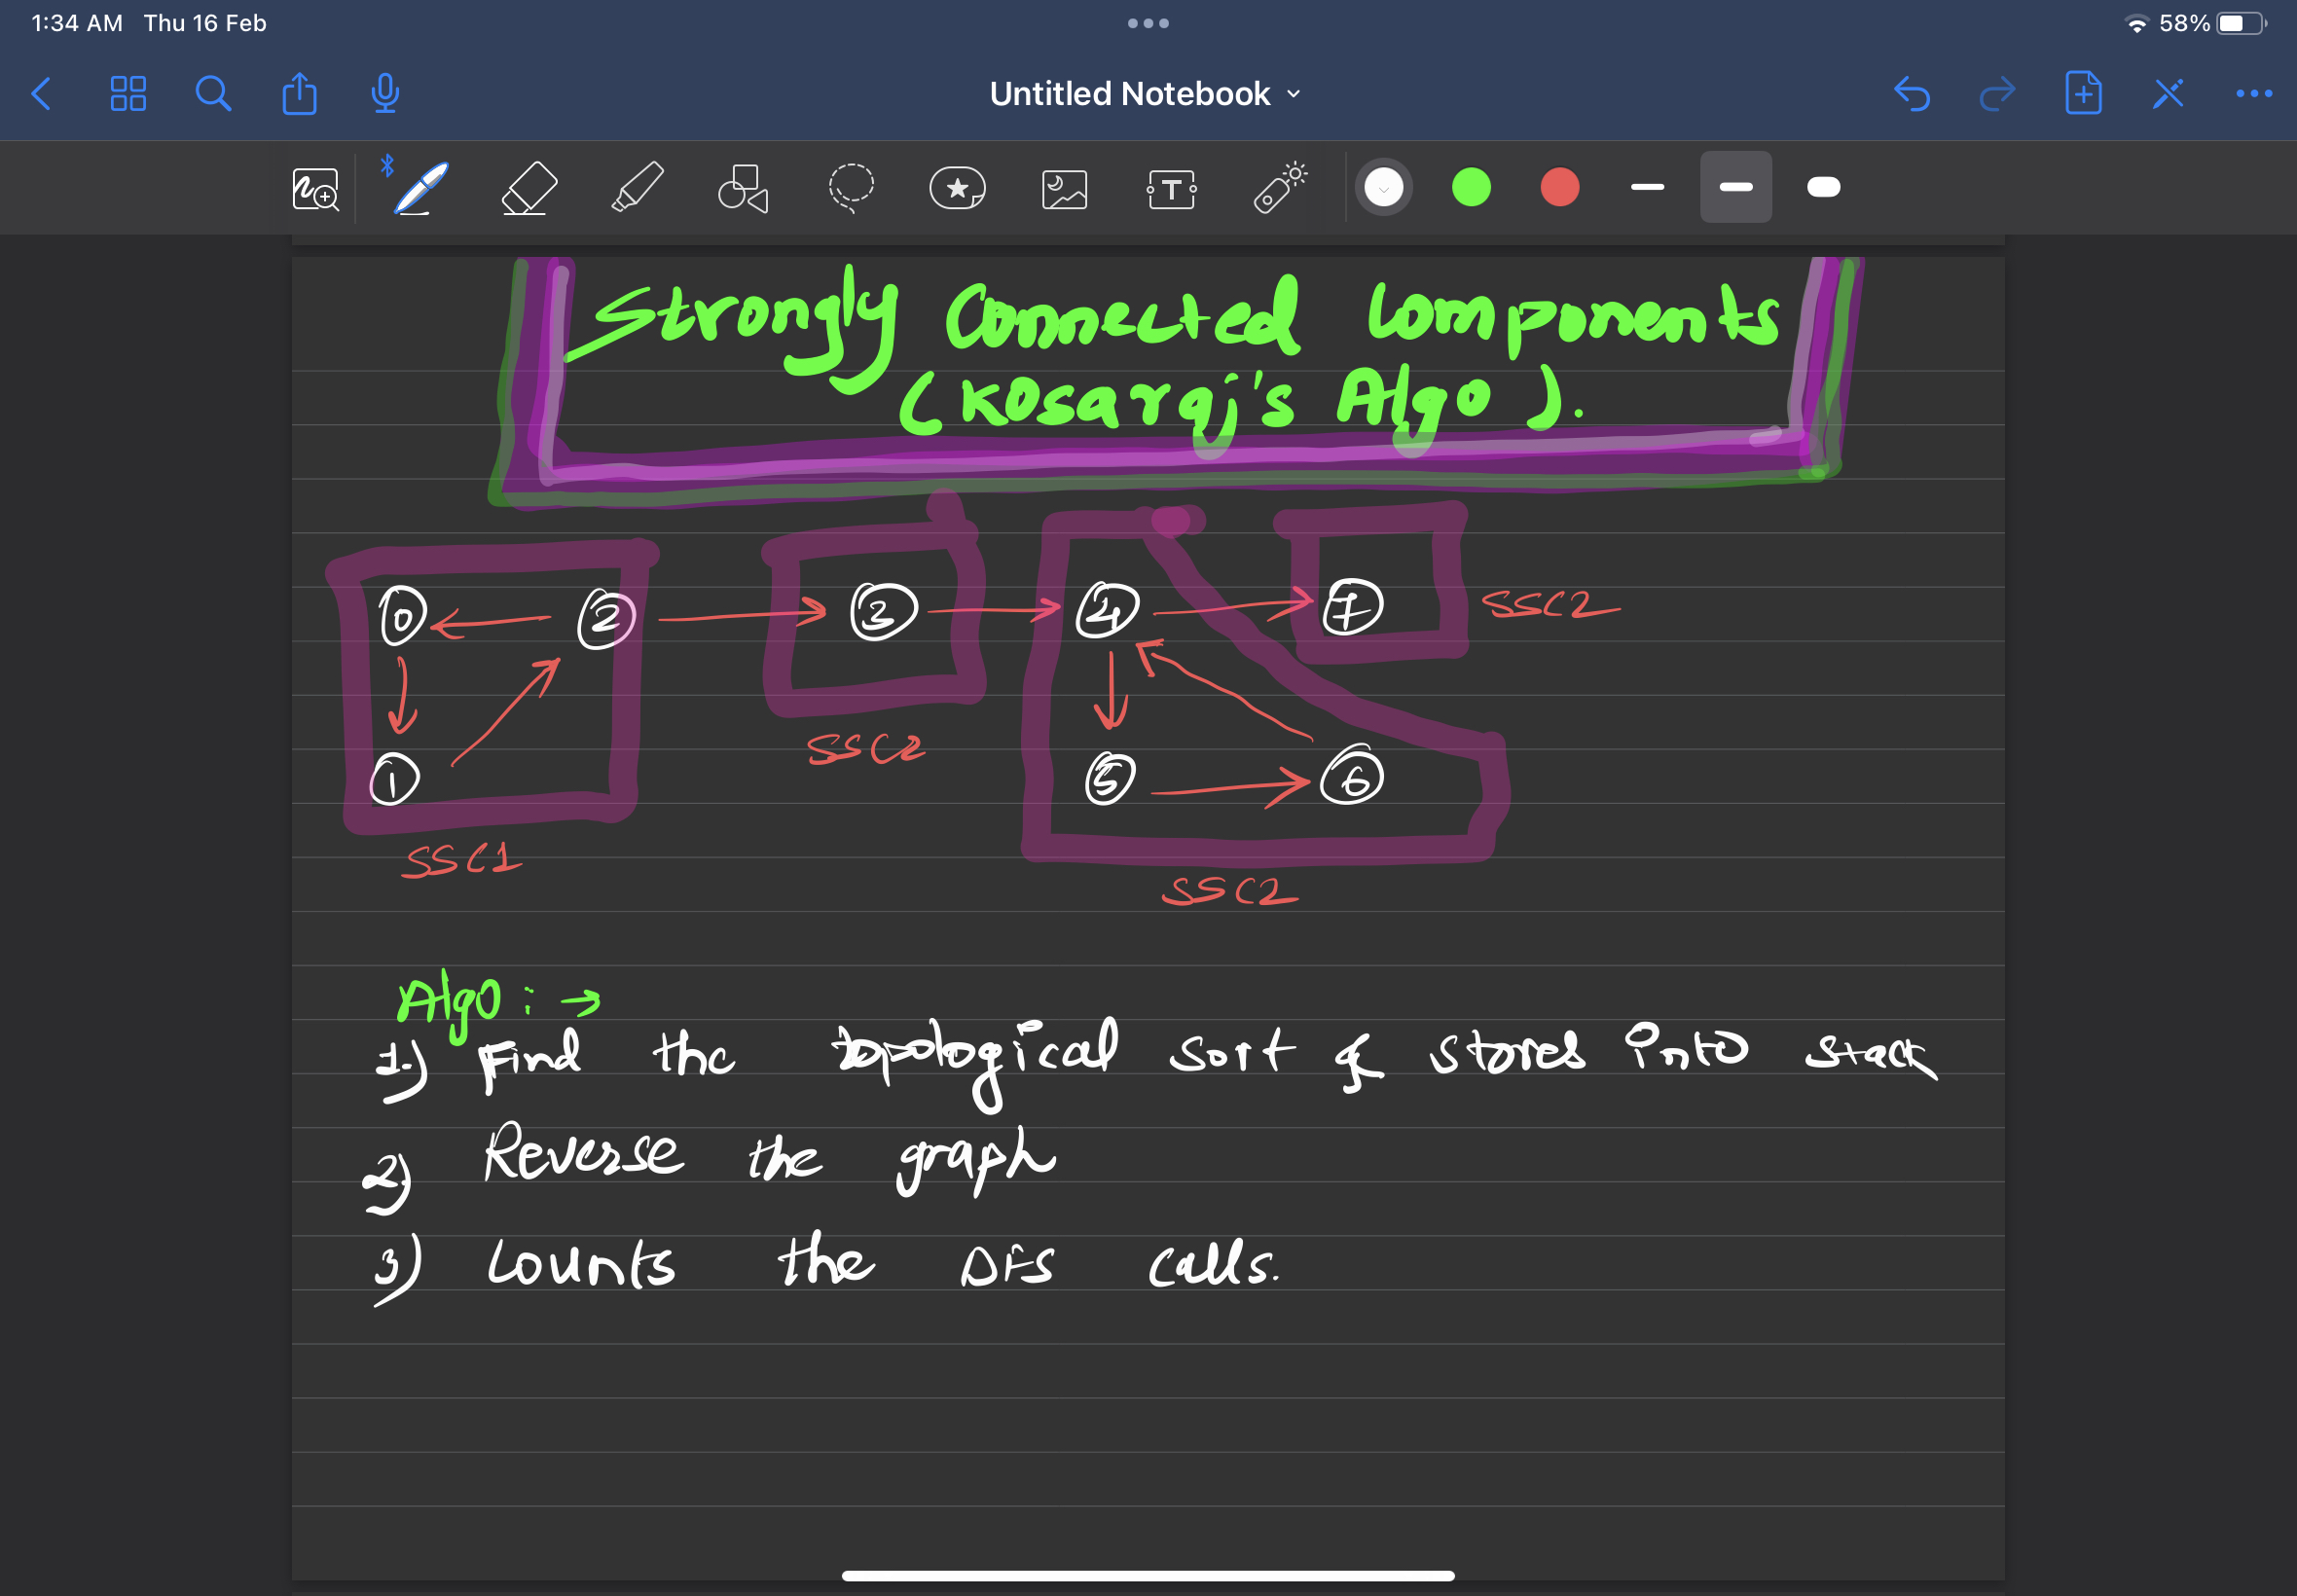 1:34 AM Thu 16 Feb
58%
Untitled Notebook
T
Strongly Connected Components
(Kosaraj's Algo).
0 2 3 4 7 SSC2
SSC2
1 5 6
SSC1
SSC2
Algo: →
1) Find the topological sort & stores into stack
2) Reverse the graph
3) Counts the DFS calls.